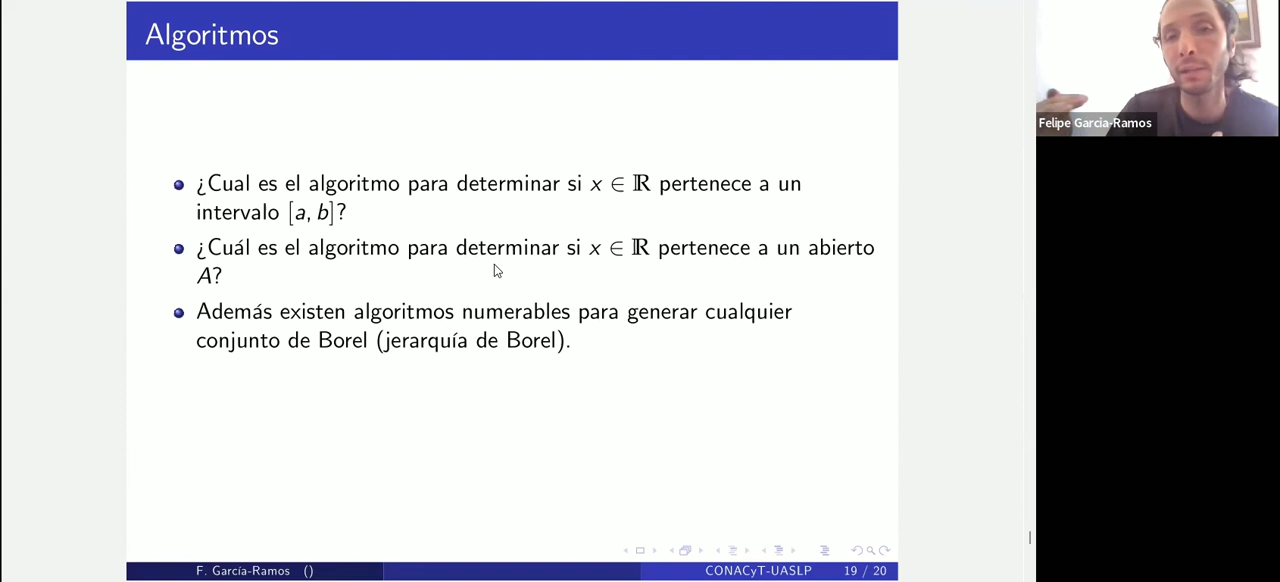 Algoritmos
¿Cual es el algoritmo para determinar si x ∈ ℝ pertenece a un
intervalo [a, b]?
¿Cuál es el algoritmo para determinar si x ∈ ℝ pertenece a un abierto
A?
Además existen algoritmos numerables para generar cualquier
conjunto de Borel (jerarquía de Borel).
F. García-Ramos ()
CONACyT-UASLP
19 / 20
Felipe García-Ramos